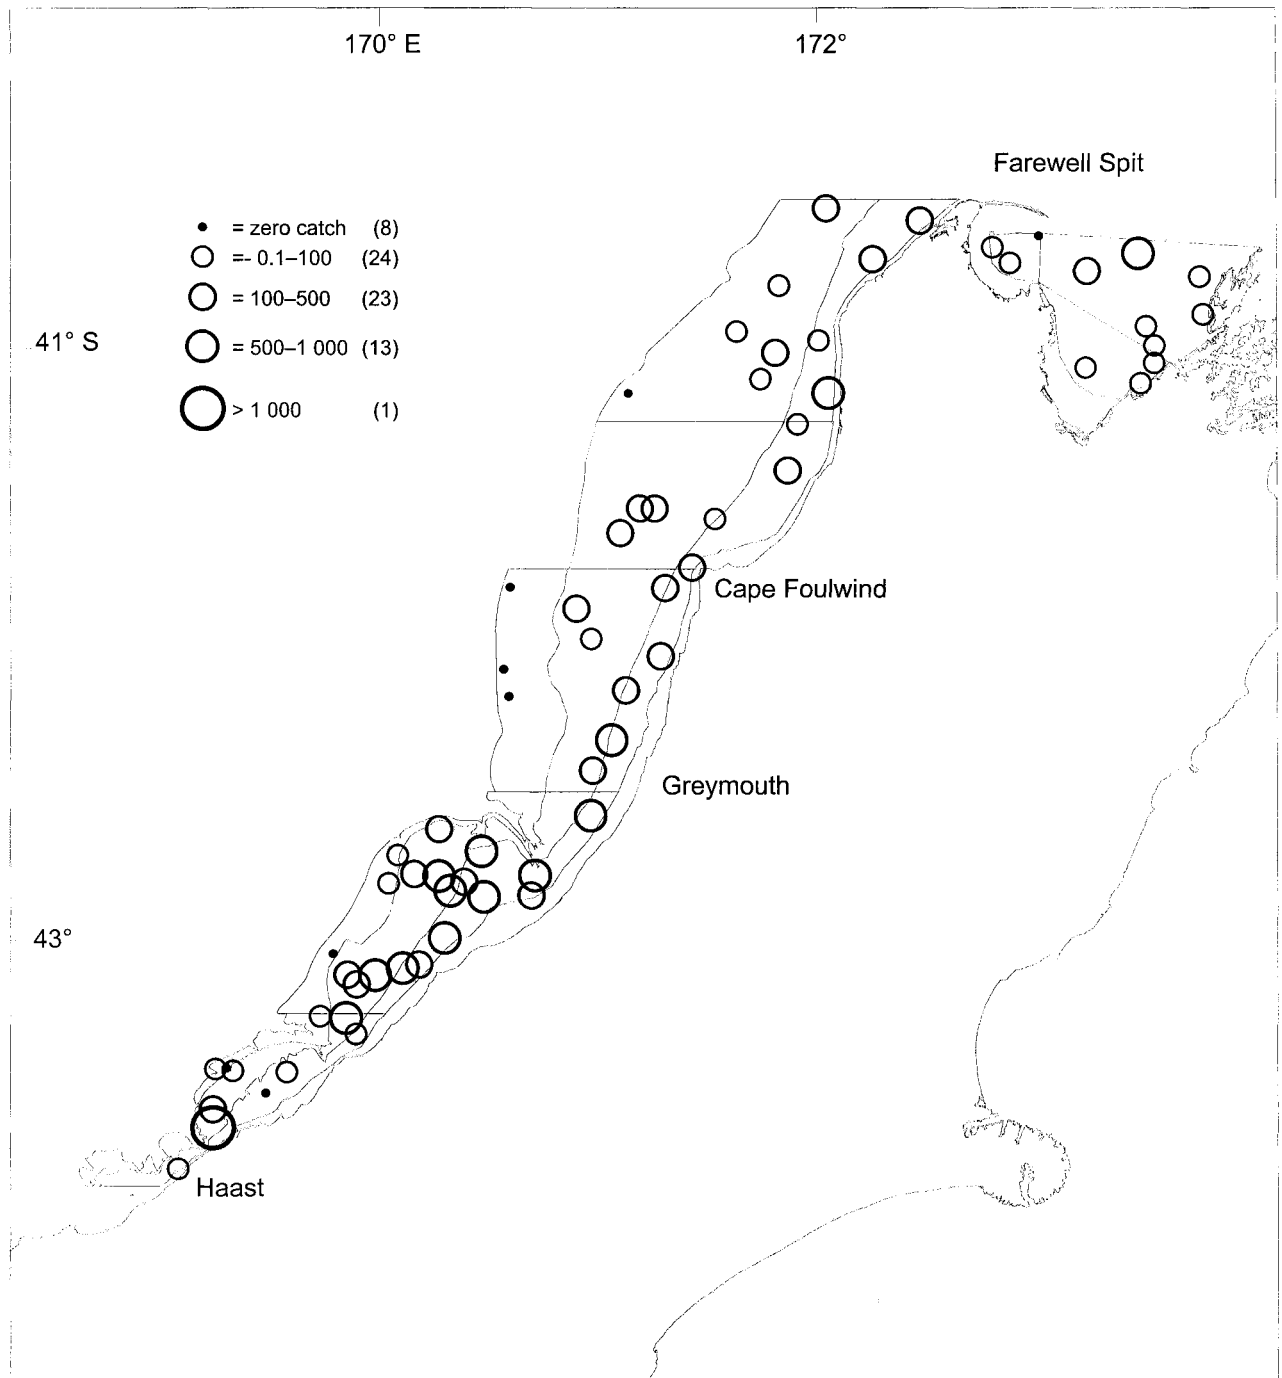 170° E
172°
Farewell Spit
= zero catch (8)
=- 0.1–100 (24)
= 100–500 (23)
= 500–1 000 (13)
> 1 000 (1)
41° S
Cape Foulwind
Greymouth
43°
Haast